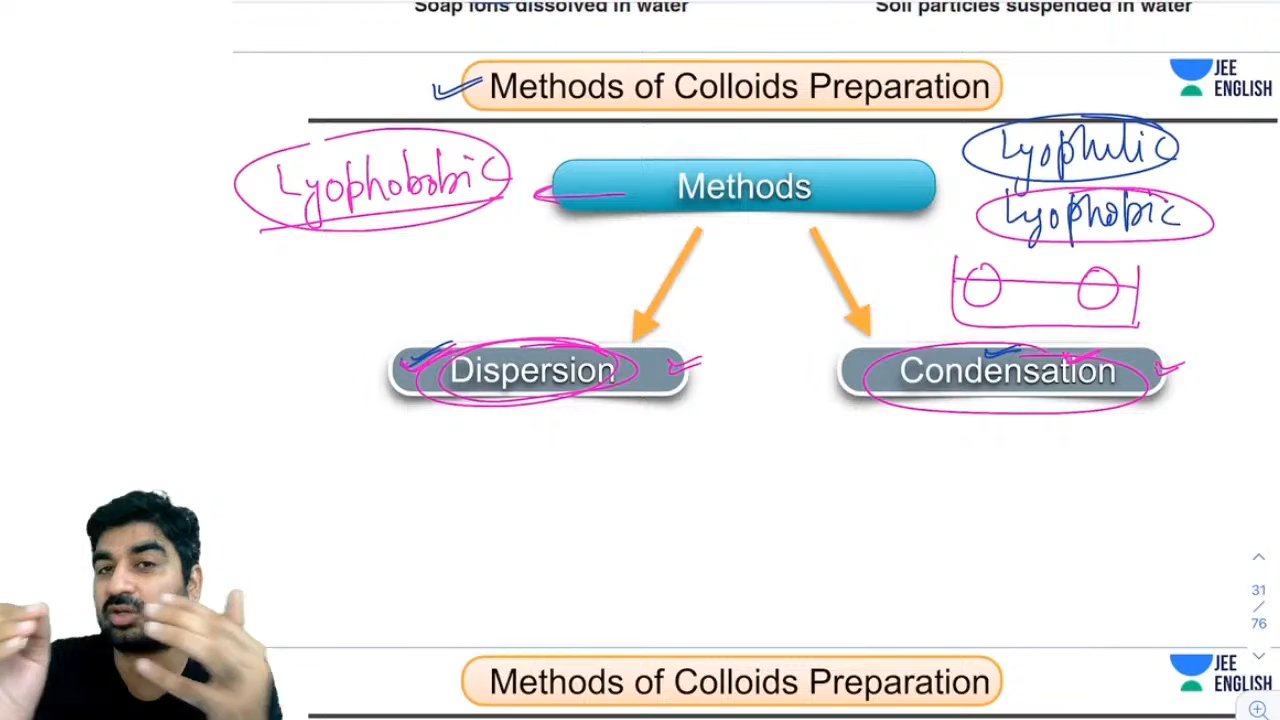 Soap ions dissolved in water
Soil particles suspended in water
Methods of Colloids Preparation
JEE
ENGLISH
Lyophilic
Lyophobobic
Methods
Lyophobic
Dispersion
Condensation
31
/
76
Methods of Colloids Preparation
JEE
ENGLISH